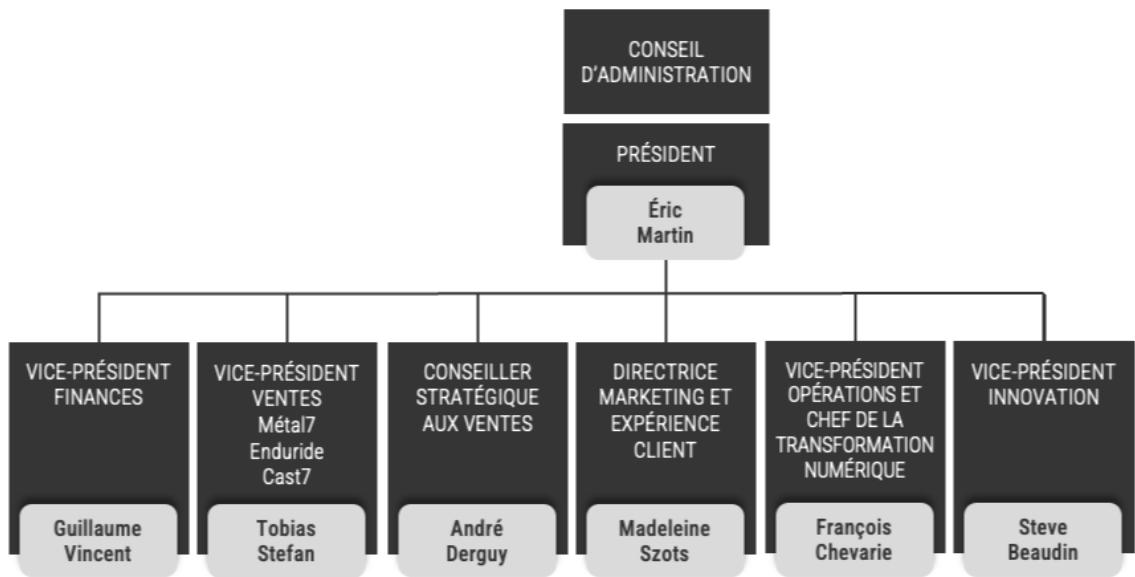 CONSEIL
D'ADMINISTRATION
PRÉSIDENT
Éric
Martin
VICE-PRÉSIDENT
FINANCES
Guillaume
Vincent
VICE-PRÉSIDENT
VENTES
Métal7
Enduride
Cast7
Tobias
Stefan
CONSEILLER
STRATÉGIQUE
AUX VENTES
André
Derguy
DIRECTRICE
MARKETING ET
EXPÉRIENCE
CLIENT
Madeleine
Szots
VICE-PRÉSIDENT
OPÉRATIONS ET
CHEF DE LA
TRANSFORMATION
NUMÉRIQUE
François
Chevarie
VICE-PRÉSIDENT
INNOVATION
Steve
Beaudin